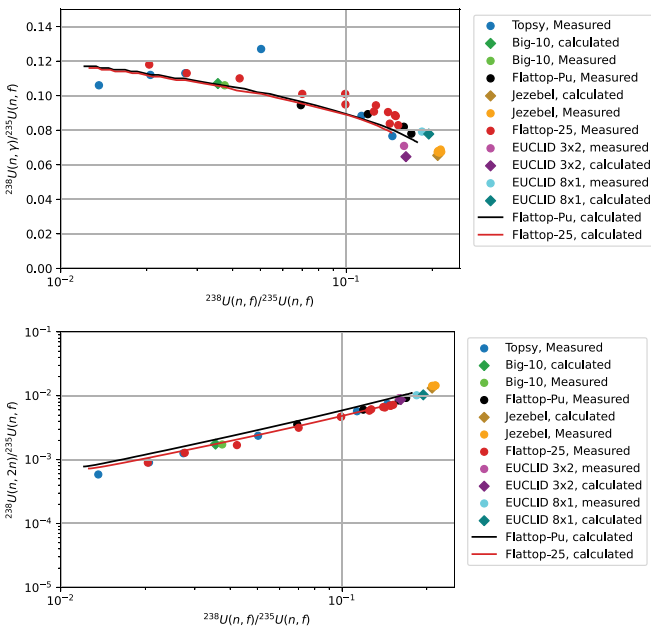 0.14
0.12
0.10
0.08
0.06
0.04
0.02
0.00
²³⁸U(n, γ)/²³⁵U(n, f)
10⁻²
10⁻¹
²³⁸U(n, f)/²³⁵U(n, f)
Topsy, Measured
Big-10, calculated
Big-10, Measured
Flattop-Pu, Measured
Jezebel, calculated
Jezebel, Measured
Flattop-25, Measured
EUCLID 3x2, measured
EUCLID 3x2, calculated
EUCLID 8x1, measured
EUCLID 8x1, calculated
Flattop-Pu, calculated
Flattop-25, calculated
10⁻¹
10⁻²
10⁻³
10⁻⁴
10⁻⁵
²³⁸U(n, 2n)/²³⁵U(n, f)
10⁻²
10⁻¹
²³⁸U(n, f)/²³⁵U(n, f)
Topsy, Measured
Big-10, calculated
Big-10, Measured
Flattop-Pu, Measured
Jezebel, calculated
Jezebel, Measured
Flattop-25, Measured
EUCLID 3x2, measured
EUCLID 3x2, calculated
EUCLID 8x1, measured
EUCLID 8x1, calculated
Flattop-Pu, calculated
Flattop-25, calculated